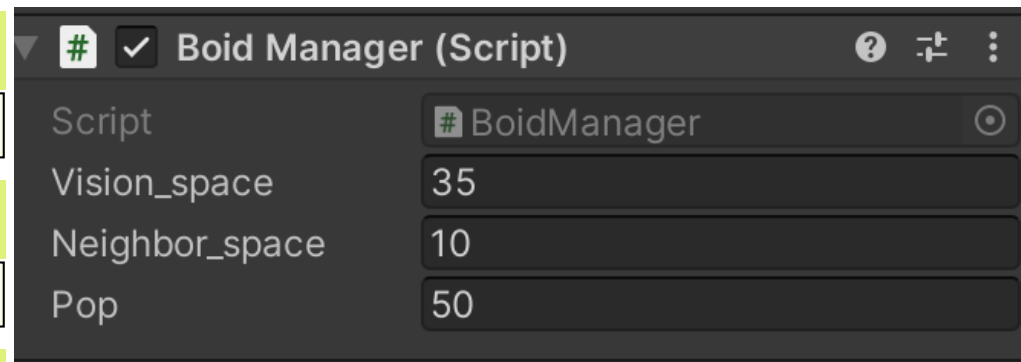 # Boid Manager (Script)
Script # BoidManager
Vision_space 35
Neighbor_space 10
Pop 50